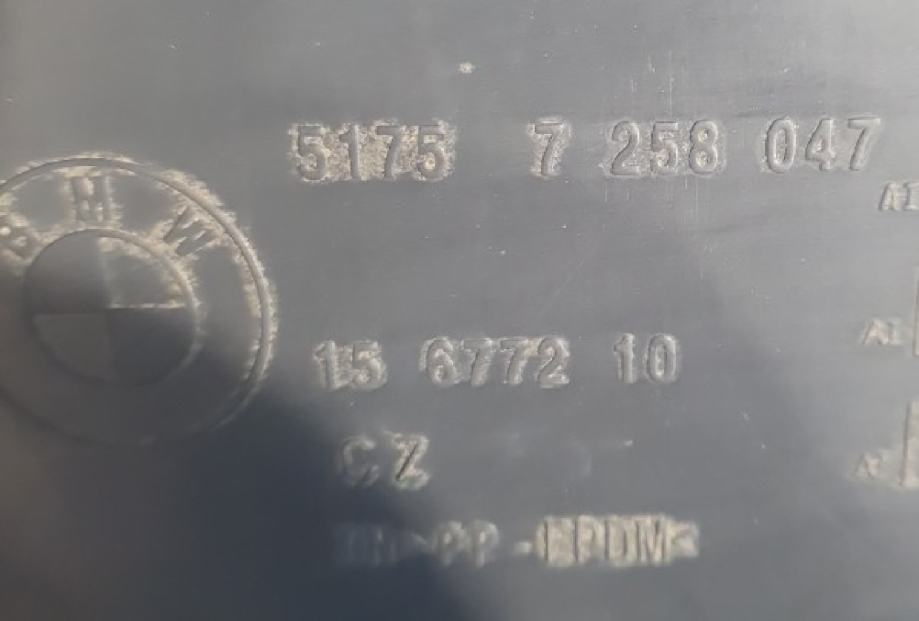 BMW
5175 7 258 047
15 6772 10
CZ
>PP-EPDM<